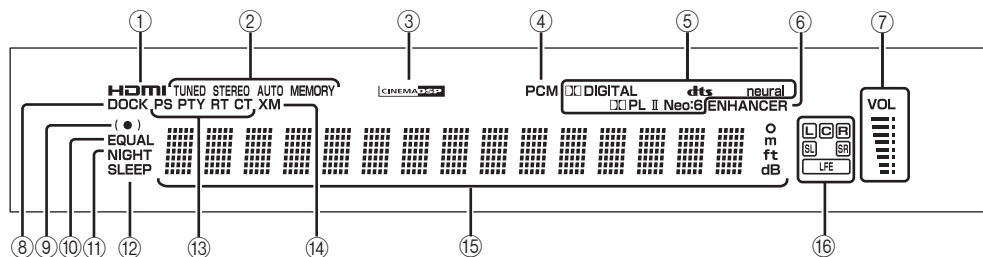 ① ② ③ ④ ⑤ ⑥ ⑦
HDMI TUNED STEREO AUTO MEMORY CINEMA DSP PCM DIGITAL dts neural VOL
DOCK PS PTY RT CT XM PL II Neo:6 ENHANCER
(●)
EQUAL
NIGHT
SLEEP
o
m
ft
dB
L C R
SL SR
LFE
⑧ ⑨ ⑩ ⑪ ⑫ ⑬ ⑭ ⑮ ⑯